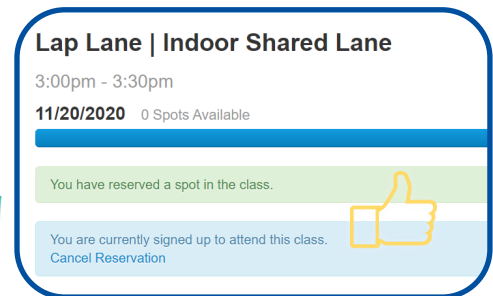 Lap Lane | Indoor Shared Lane
3:00pm - 3:30pm
11/20/2020 0 Spots Available
You have reserved a spot in the class.
You are currently signed up to attend this class.
Cancel Reservation